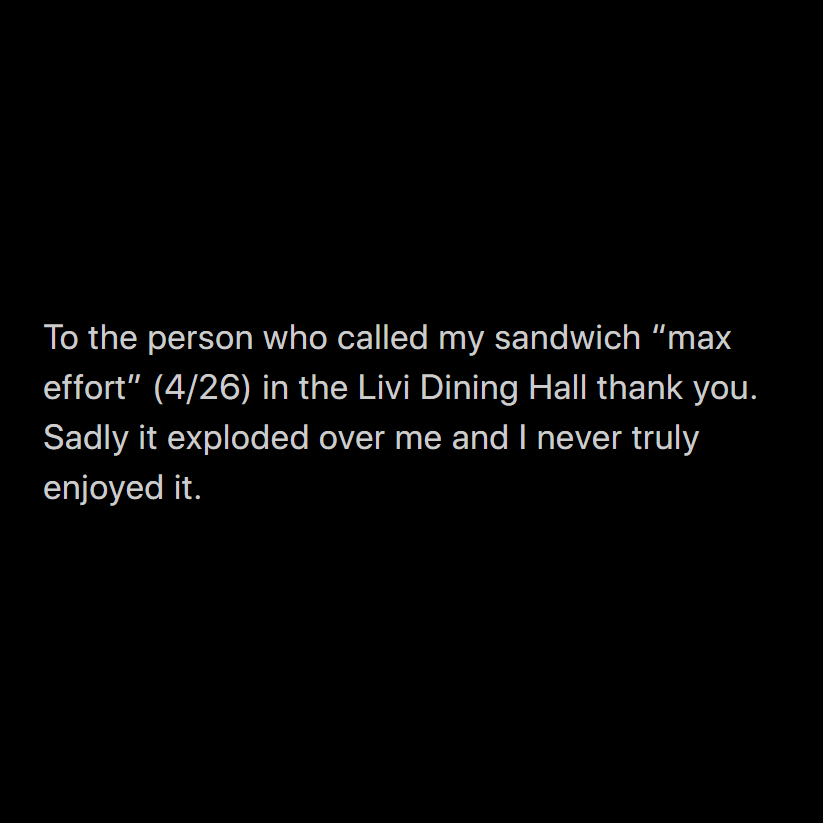 To the person who called my sandwich “max
effort” (4/26) in the Livi Dining Hall thank you.
Sadly it exploded over me and I never truly
enjoyed it.